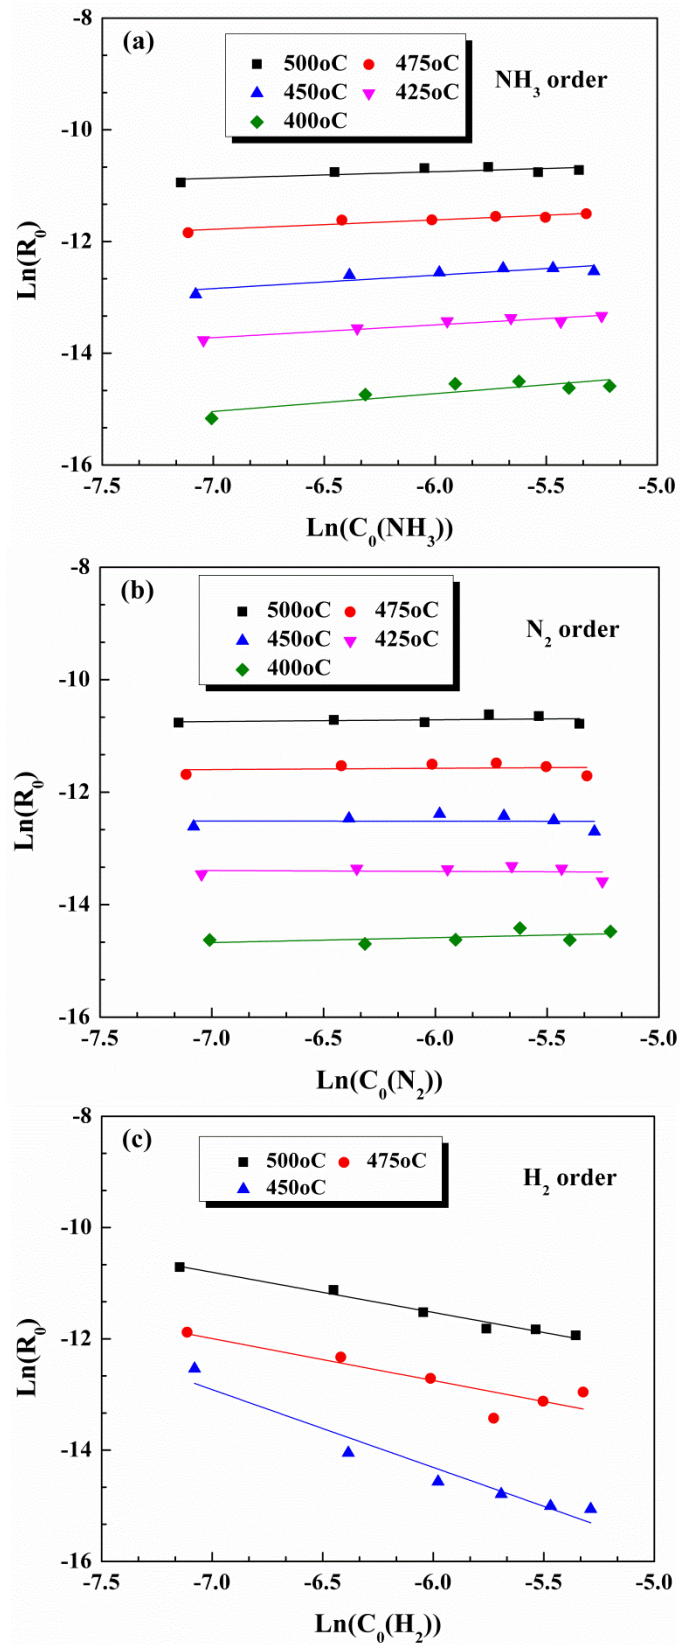 (a)
500oC 475oC
450oC 425oC
400oC
NH₃ order
-8
-10
-12
-14
-16
Ln(R₀)
-7.5 -7.0 -6.5 -6.0 -5.5 -5.0
Ln(C₀(NH₃))
(b)
500oC 475oC
450oC 425oC
400oC
N₂ order
-8
-10
-12
-14
-16
Ln(R₀)
-7.5 -7.0 -6.5 -6.0 -5.5 -5.0
Ln(C₀(N₂))
(c)
500oC 475oC
450oC
H₂ order
-8
-10
-12
-14
-16
Ln(R₀)
-7.5 -7.0 -6.5 -6.0 -5.5 -5.0
Ln(C₀(H₂))